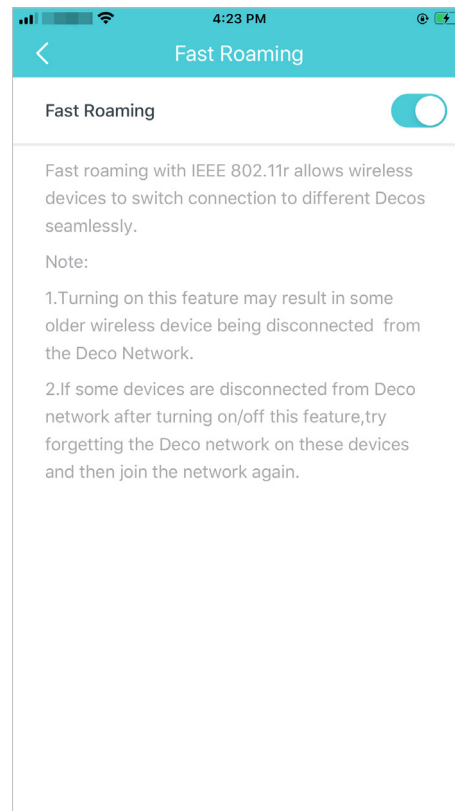 4:23 PM
Fast Roaming
Fast Roaming
Fast roaming with IEEE 802.11r allows wireless
devices to switch connection to different Decos
seamlessly.
Note:
1.Turning on this feature may result in some
older wireless device being disconnected  from
the Deco Network.
2.If some devices are disconnected from Deco
network after turning on/off this feature,try
forgetting the Deco network on these devices
and then join the network again.